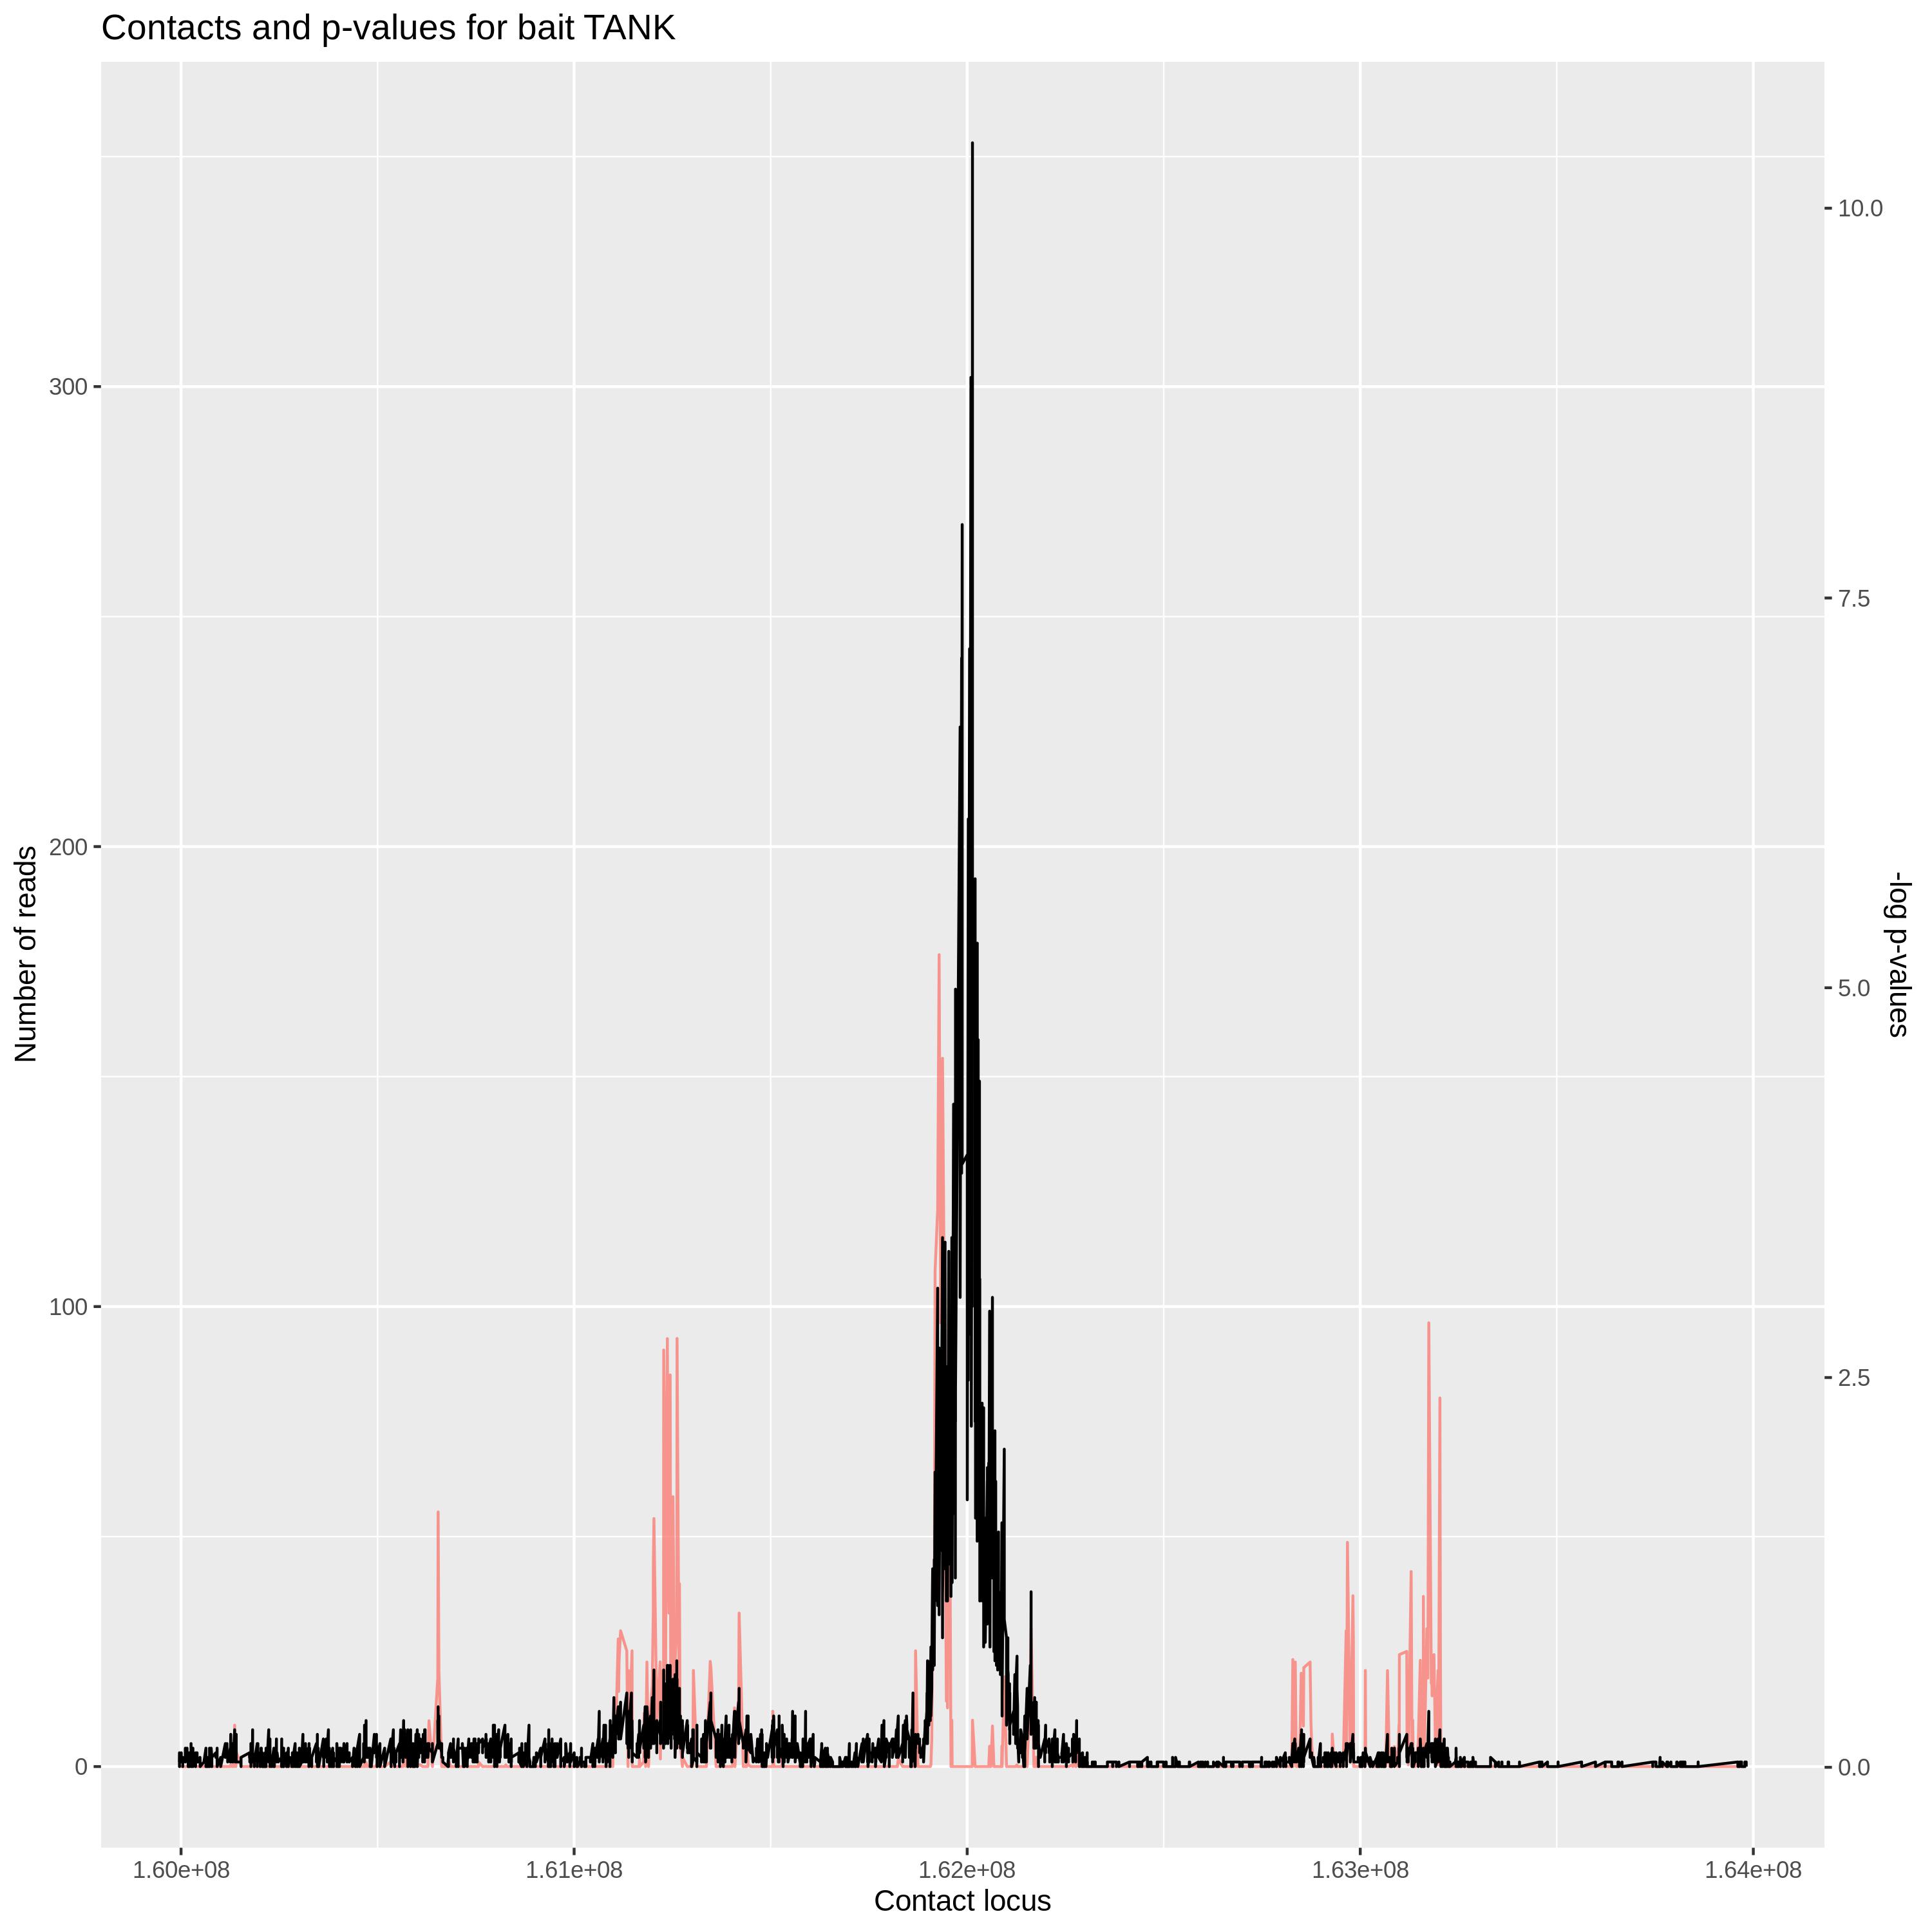 Contacts and p-values for bait TANK
Number of reads
300
200
100
0
10.0
7.5
5.0
2.5
0.0
-log p-values
1.60e+08
1.61e+08
1.62e+08
1.63e+08
1.64e+08
Contact locus